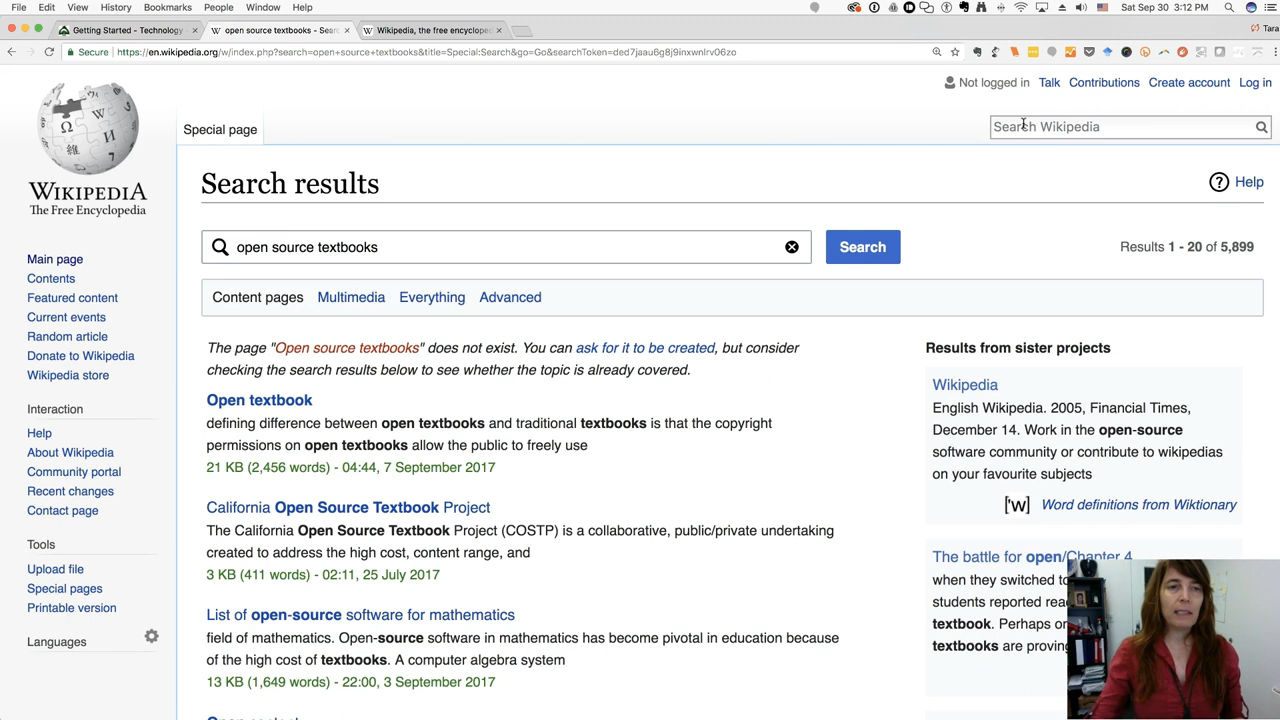 File Edit View History Bookmarks People Window Help
Sat Sep 30 3:12 PM
Getting Started - Technology
open source textbooks - Sea
Wikipedia, the free encycloped
Tara
Secure https://en.wikipedia.org/w/index.php?search=open+source+textbooks&title=Special:Search&go=Go&searchToken=ded7jaau6g8j9inxwnlrv06zo
Not logged in Talk Contributions Create account Log in
Special page
Search Wikipedia
WIKIPEDIA
The Free Encyclopedia
Search results
Help
open source textbooks
Search
Results 1 - 20 of 5,899
Content pages Multimedia Everything Advanced
Main page
Contents
Featured content
Current events
Random article
Donate to Wikipedia
Wikipedia store
Interaction
Help
About Wikipedia
Community portal
Recent changes
Contact page
Tools
Upload file
Special pages
Printable version
Languages
The page "Open source textbooks" does not exist. You can ask for it to be created, but consider
checking the search results below to see whether the topic is already covered.
Open textbook
defining difference between open textbooks and traditional textbooks is that the copyright
permissions on open textbooks allow the public to freely use
21 KB (2,456 words) - 04:44, 7 September 2017
California Open Source Textbook Project
The California Open Source Textbook Project (COSTP) is a collaborative, public/private undertaking
created to address the high cost, content range, and
3 KB (411 words) - 02:11, 25 July 2017
List of open-source software for mathematics
field of mathematics. Open-source software in mathematics has become pivotal in education because
of the high cost of textbooks. A computer algebra system
13 KB (1,649 words) - 22:00, 3 September 2017
Results from sister projects
Wikipedia
English Wikipedia. 2005, Financial Times,
December 14. Work in the open-source
software community or contribute to wikipedias
on your favourite subjects
['w] Word definitions from Wiktionary
The battle for open/Chapter 4
when they switched to
students reported rea
textbook. Perhaps
textbooks are proving